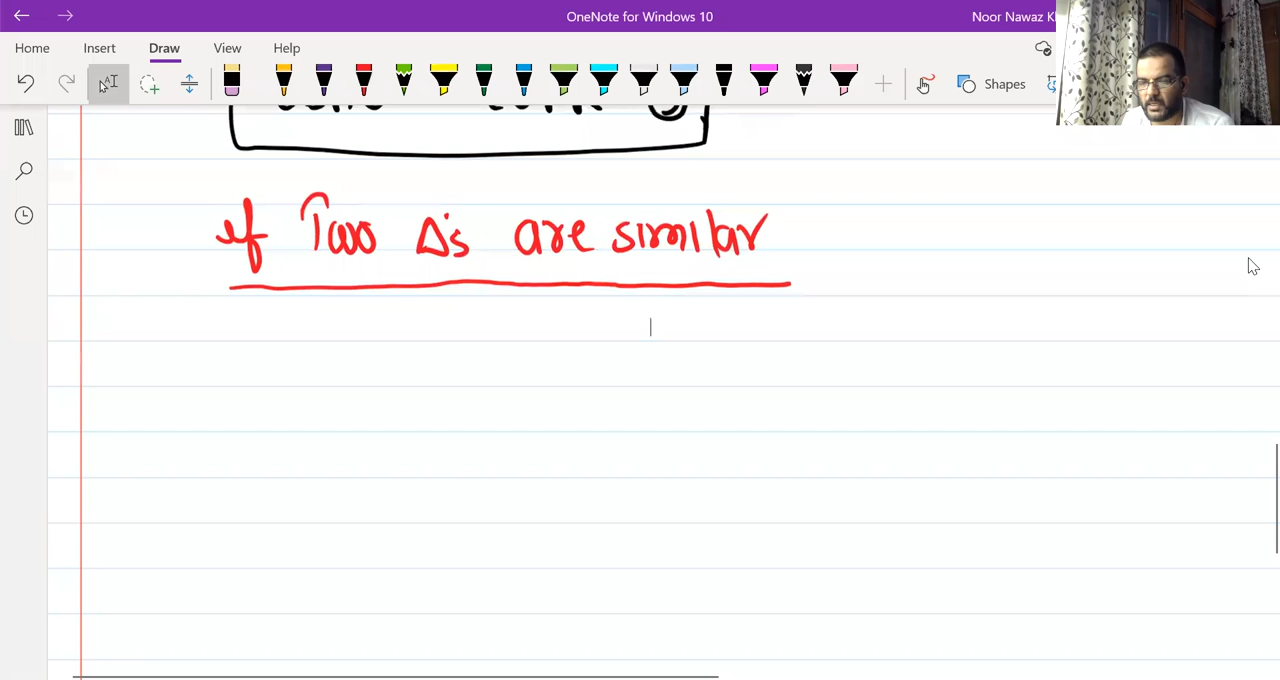 OneNote for Windows 10
Noor Nawaz
Home Insert Draw View Help
Shapes
if Two Δ's are similar